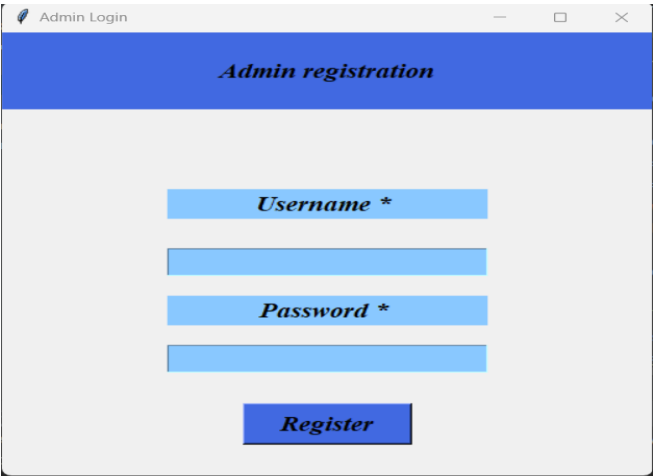 Admin Login
Admin registration
Username *
Password *
Register